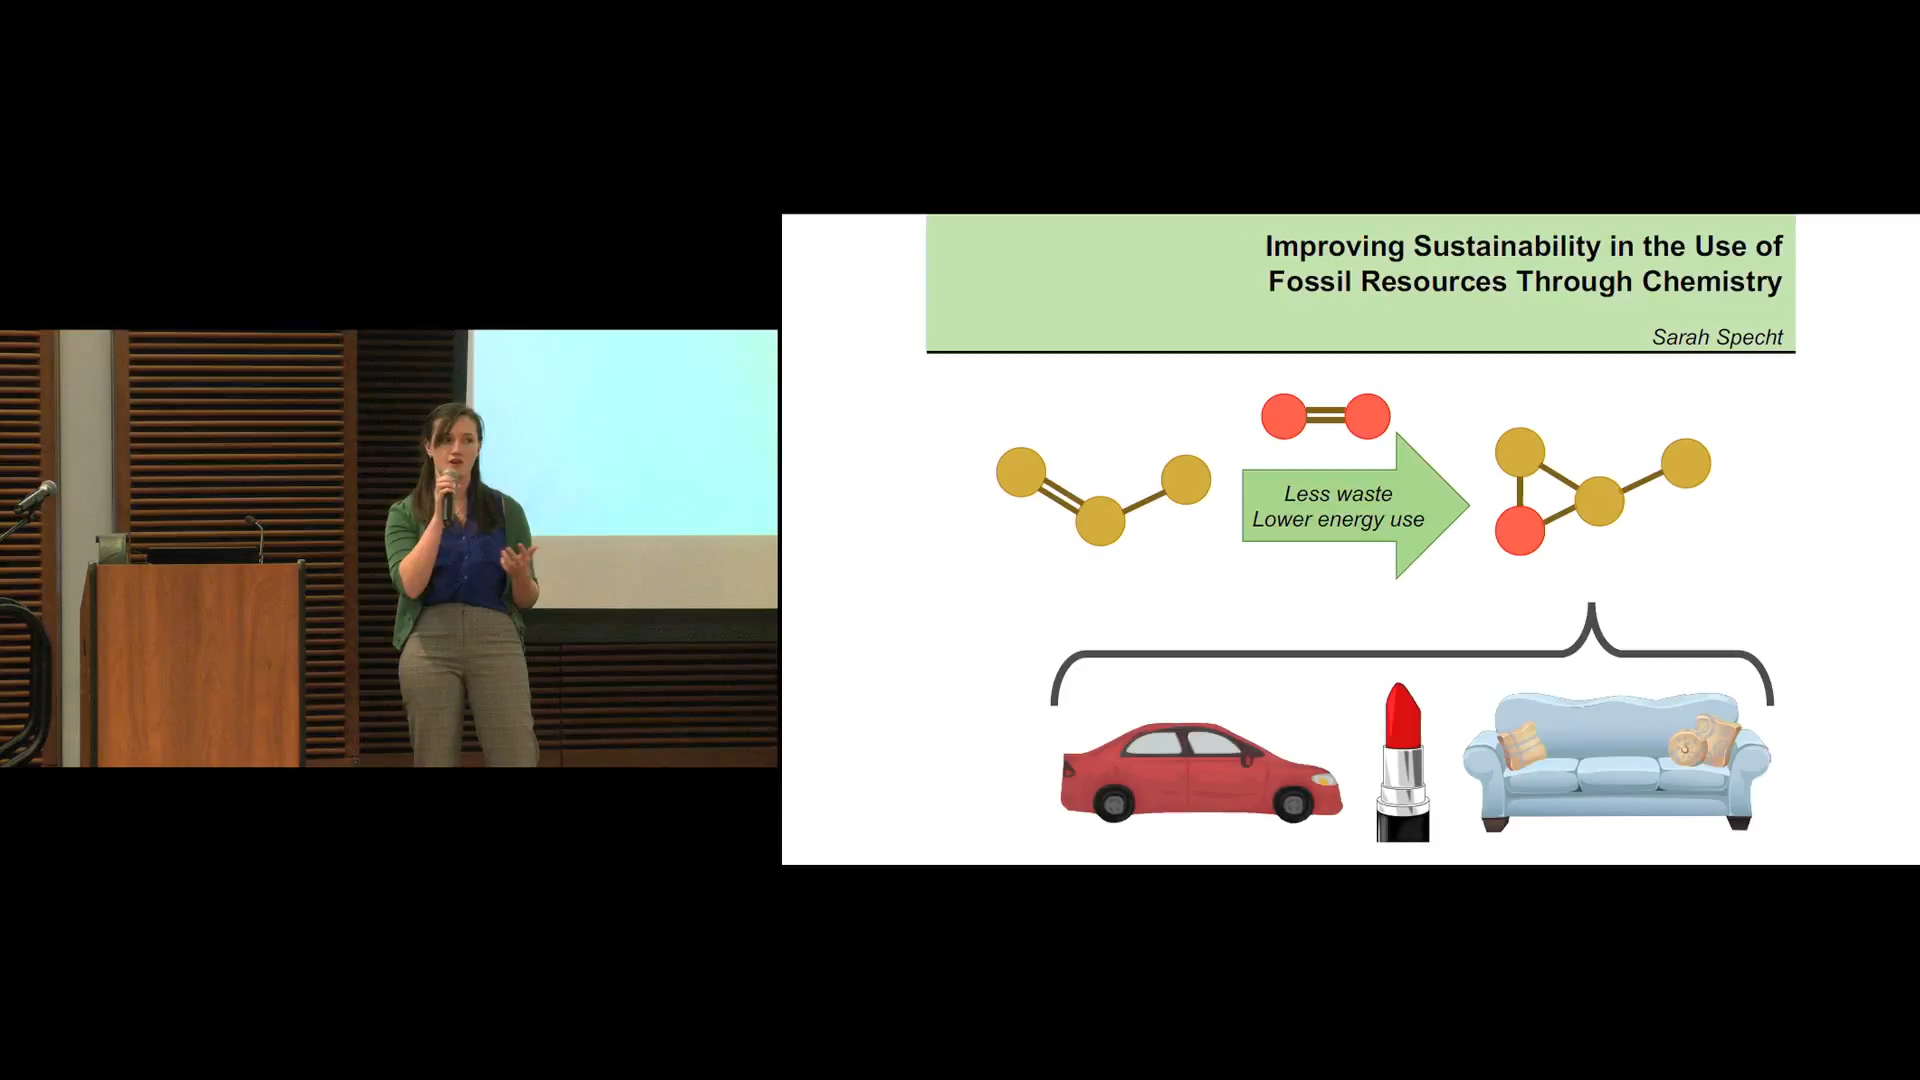 Improving Sustainability in the Use of
Fossil Resources Through Chemistry
Sarah Specht
Less waste
Lower energy use